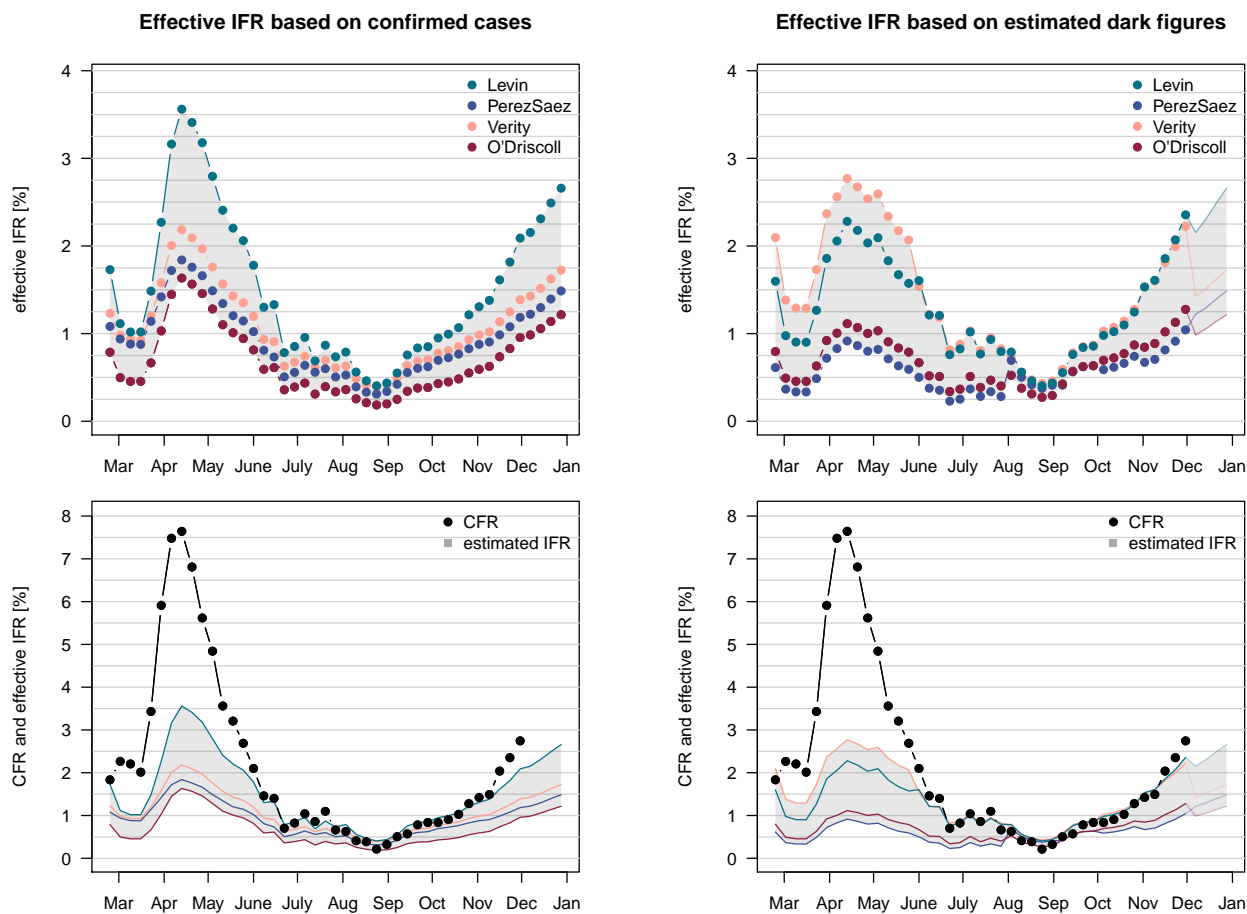 Effective IFR based on confirmed cases
effective IFR [%]
4
3
2
1
0
Levin
PerezSaez
Verity
O'Driscoll
Mar Apr May June July Aug Sep Oct Nov Dec Jan
Effective IFR based on estimated dark figures
effective IFR [%]
4
3
2
1
0
Levin
PerezSaez
Verity
O'Driscoll
Mar Apr May June July Aug Sep Oct Nov Dec Jan
CFR and effective IFR [%]
8
7
6
5
4
3
2
1
0
CFR
estimated IFR
Mar Apr May June July Aug Sep Oct Nov Dec Jan
CFR and effective IFR [%]
8
7
6
5
4
3
2
1
0
CFR
estimated IFR
Mar Apr May June July Aug Sep Oct Nov Dec Jan